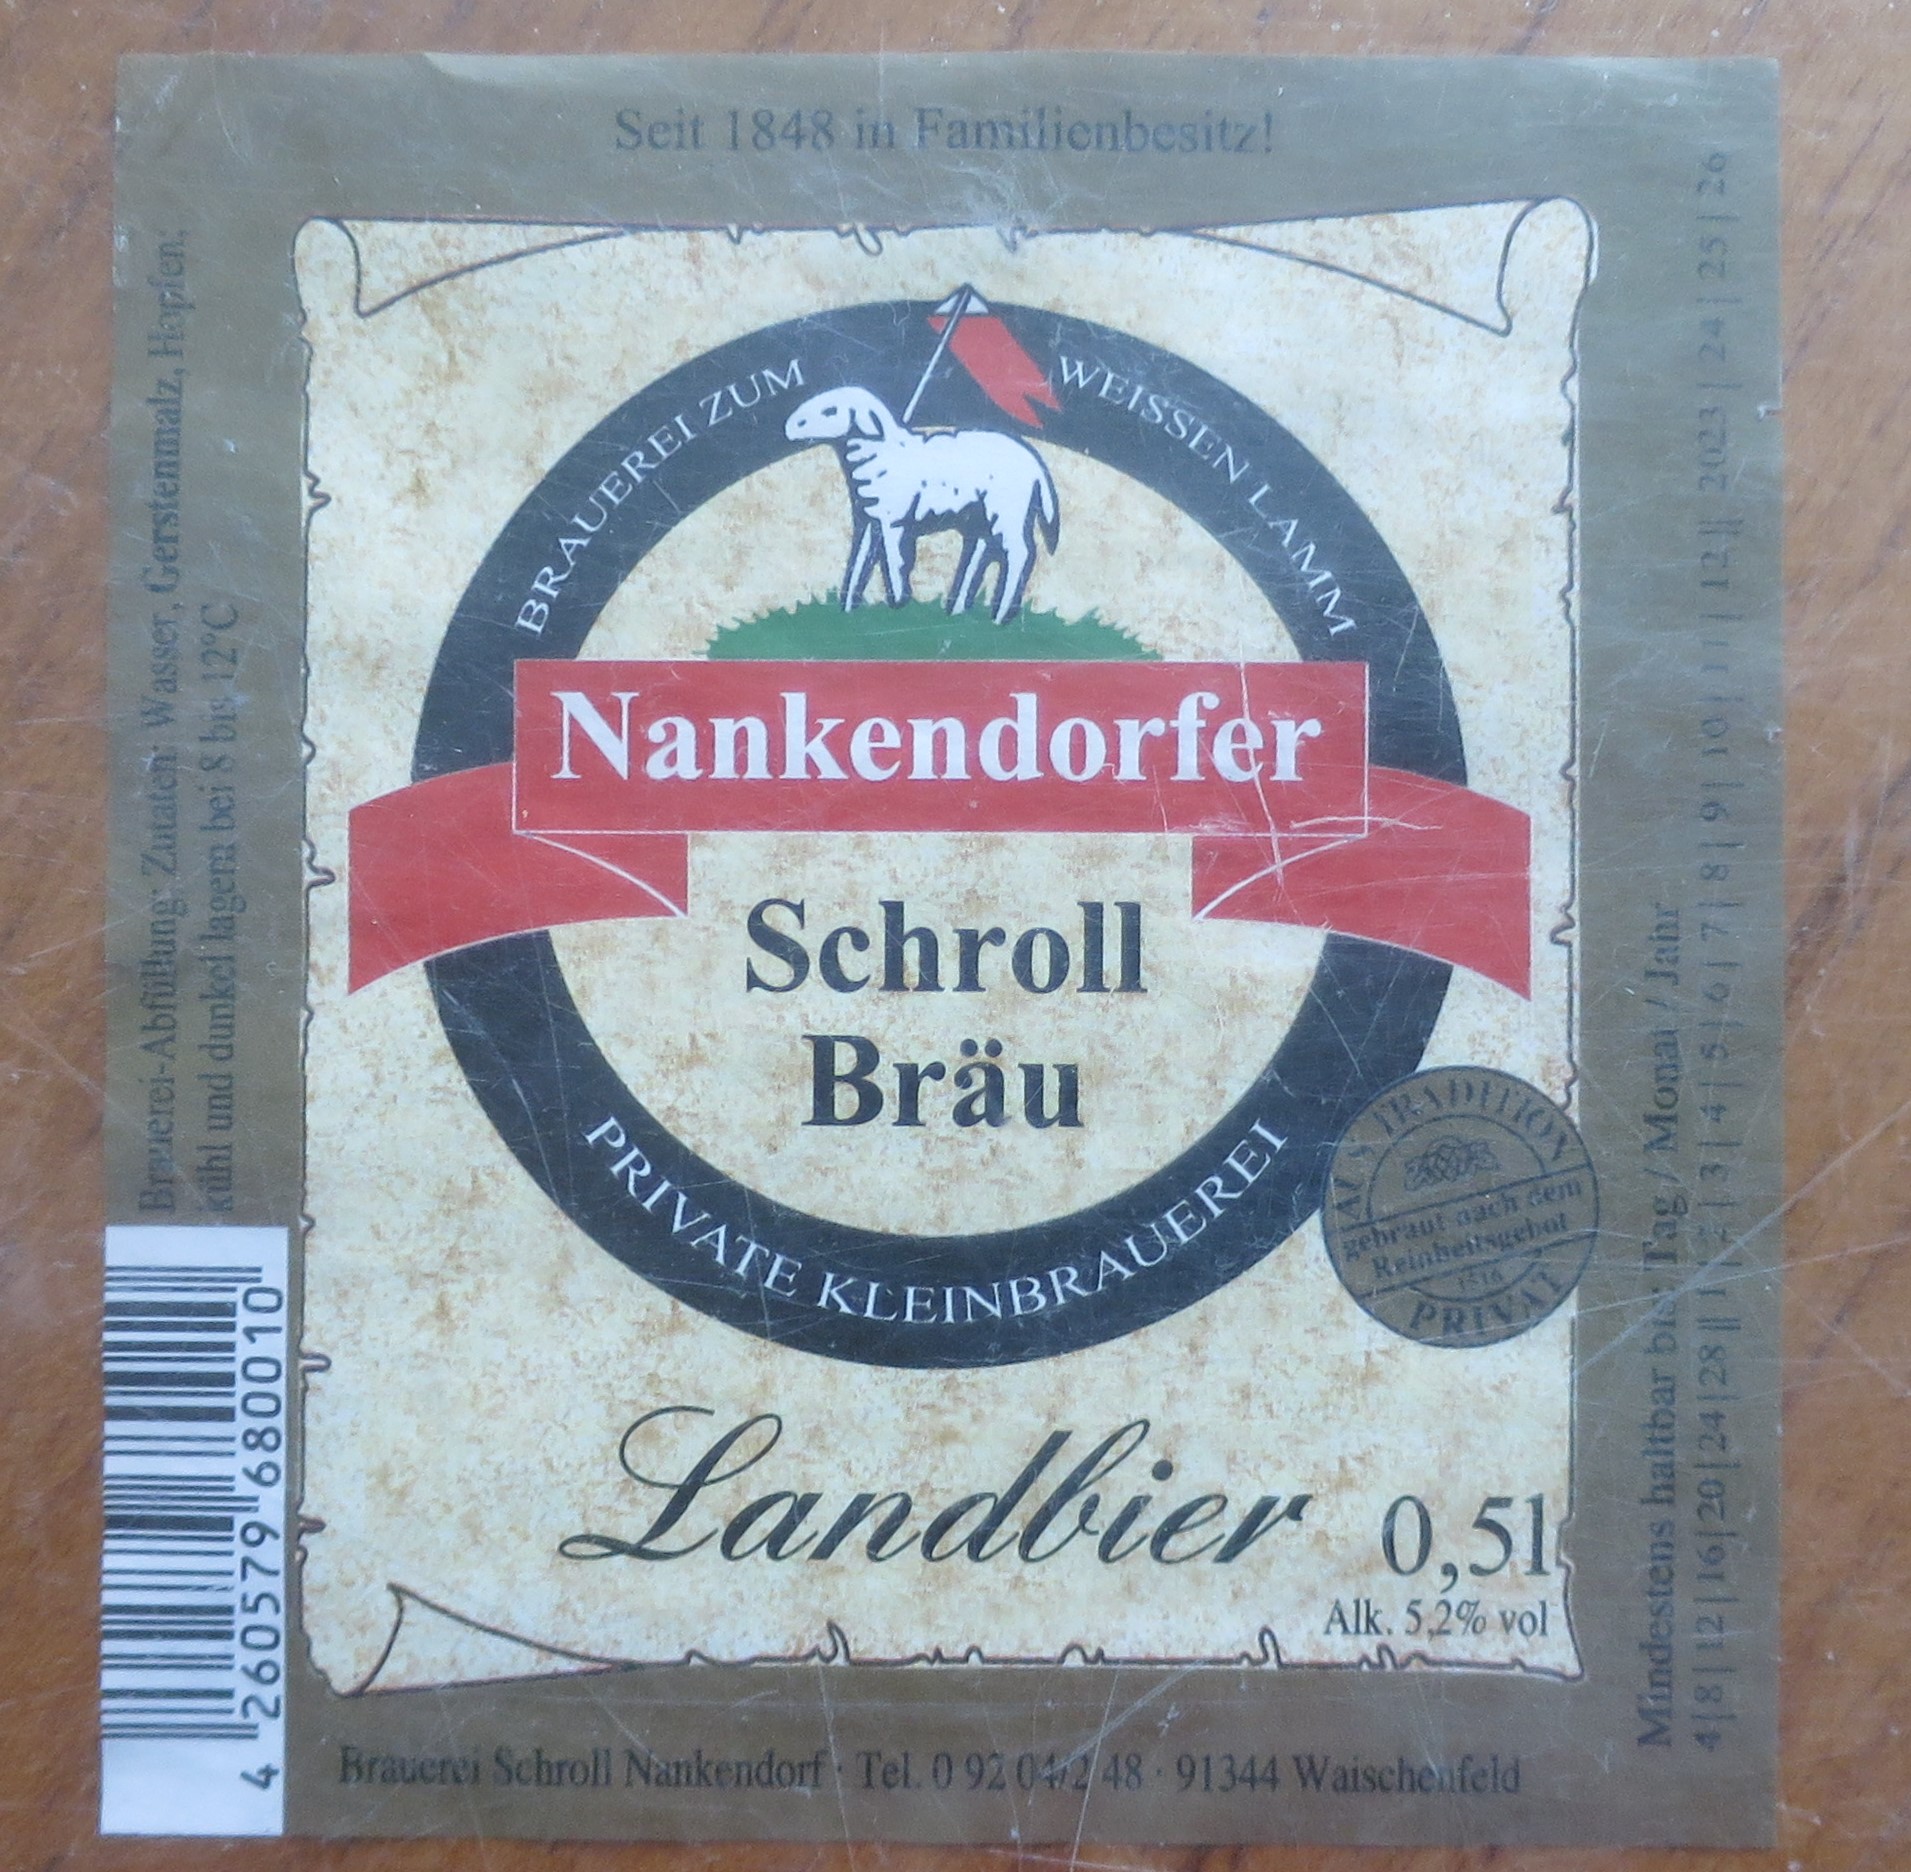 Seit 1848 in Familienbesitz!
BRAUEREI ZUM WEISSEN LAMM
Nankendorfer
Schroll
Bräu
PRIVATE KLEINBRAUEREI
AUS TRADITION
gebraut nach dem
Reinheitsgebot
1516
PRIVAT
Landbier
0,5l
Alk. 5,2% vol
Brauerei Schroll Nankendorf · Tel. 0 92 04/2 48 · 91344 Waischenfeld
Brauerei-Abfüllung; Zutaten: Wasser, Gerstenmalz, Hopfen;
kühl und dunkel lagern bei 8 bis 12°C
4 260579 680010
Mindestens haltbar bis: Tag / Monat / Jahr
4|8|12|16|20|24|28||1|2|3|4|5|6|7|8|9|10|11|12||2023|24|25|26